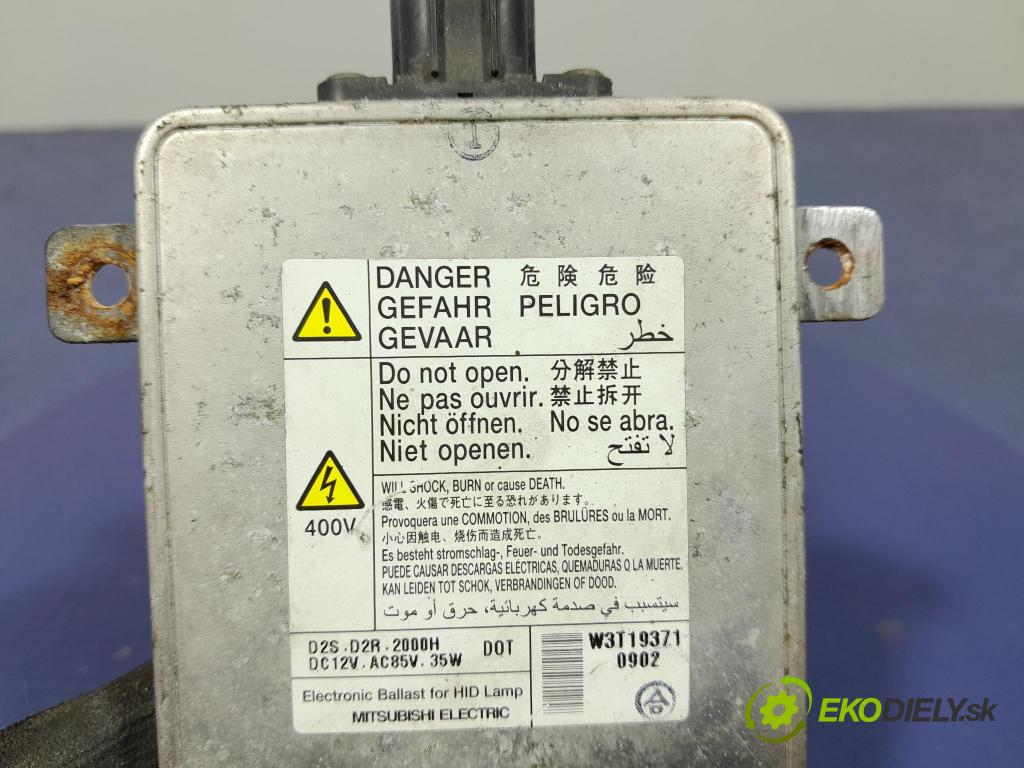 1
DANGER 危険危险
GEFAHR PELIGRO
GEVAAR خطر
Do not open. 分解禁止
Ne pas ouvrir. 禁止拆开
Nicht öffnen. No se abra.
Niet openen. لا تفتح
400V
WILL SHOCK, BURN or cause DEATH.
感電、火傷で死亡に至る恐れがあります。
Provoquera une COMMOTION, des BRULÛRES ou la MORT.
小心因触电、烧伤而造成死亡。
Es besteht stromschlag-, Feuer- und Todesgefahr.
PUEDE CAUSAR DESCARGAS ELÉCTRICAS, QUEMADURAS O LA MUERTE.
KAN LEIDEN TOT SCHOK, VERBRANDINGEN OF DOOD.
سيتسبب في صدمة كهربائية، حرق أو موت
D2S.D2R.2000H DOT
DC12V.AC85V.35W
W3T19371
0902
Electronic Ballast for HID Lamp
MITSUBISHI ELECTRIC
EKODIELY.sk